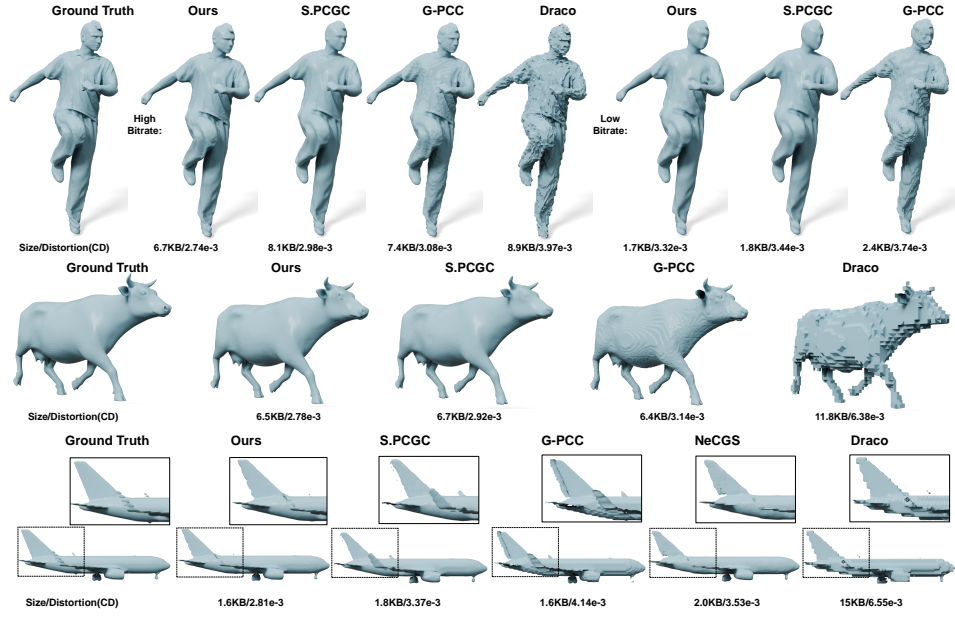 Ground Truth Ours S.PCGC G-PCC Draco Ours S.PCGC G-PCC
High
Bitrate:
Low
Bitrate:
Size/Distortion(CD) 6.7KB/2.74e-3 8.1KB/2.98e-3 7.4KB/3.08e-3 8.9KB/3.97e-3 1.7KB/3.32e-3 1.8KB/3.44e-3 2.4KB/3.74e-3
Ground Truth Ours S.PCGC G-PCC Draco
Size/Distortion(CD) 6.5KB/2.78e-3 6.7KB/2.92e-3 6.4KB/3.14e-3 11.8KB/6.38e-3
Ground Truth Ours S.PCGC G-PCC NeCGS Draco
Size/Distortion(CD) 1.6KB/2.81e-3 1.8KB/3.37e-3 1.6KB/4.14e-3 2.0KB/3.53e-3 15KB/6.55e-3